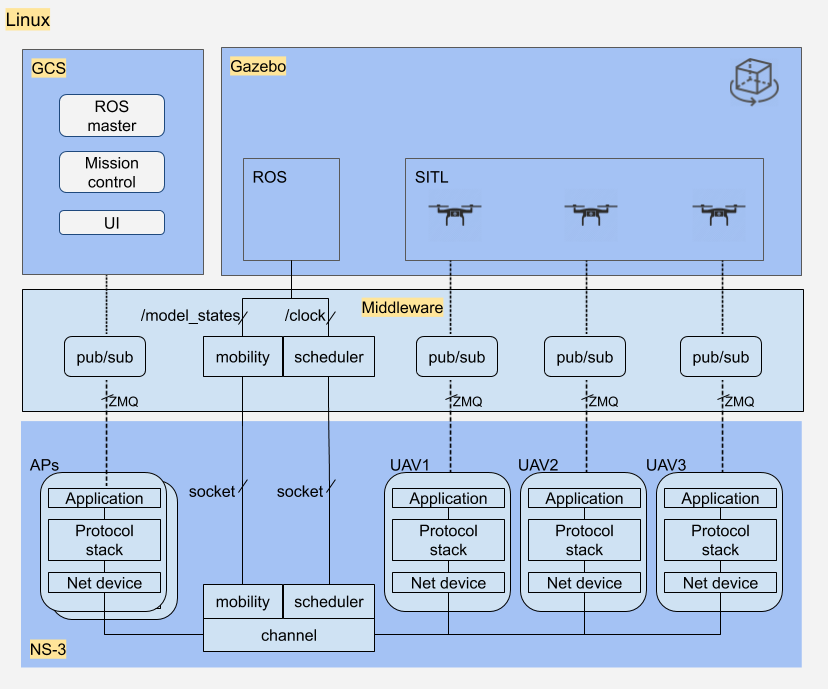 Linux
GCS
ROS
master
Mission
control
UI
Gazebo
ROS
SITL
Middleware
/model_states
/clock
pub/sub
mobility
scheduler
pub/sub
pub/sub
pub/sub
ZMQ
ZMQ
ZMQ
ZMQ
APs
UAV1
UAV2
UAV3
socket
socket
Application
Protocol
stack
Net device
Application
Protocol
stack
Net device
Application
Protocol
stack
Net device
Application
Protocol
stack
Net device
mobility
scheduler
channel
NS-3